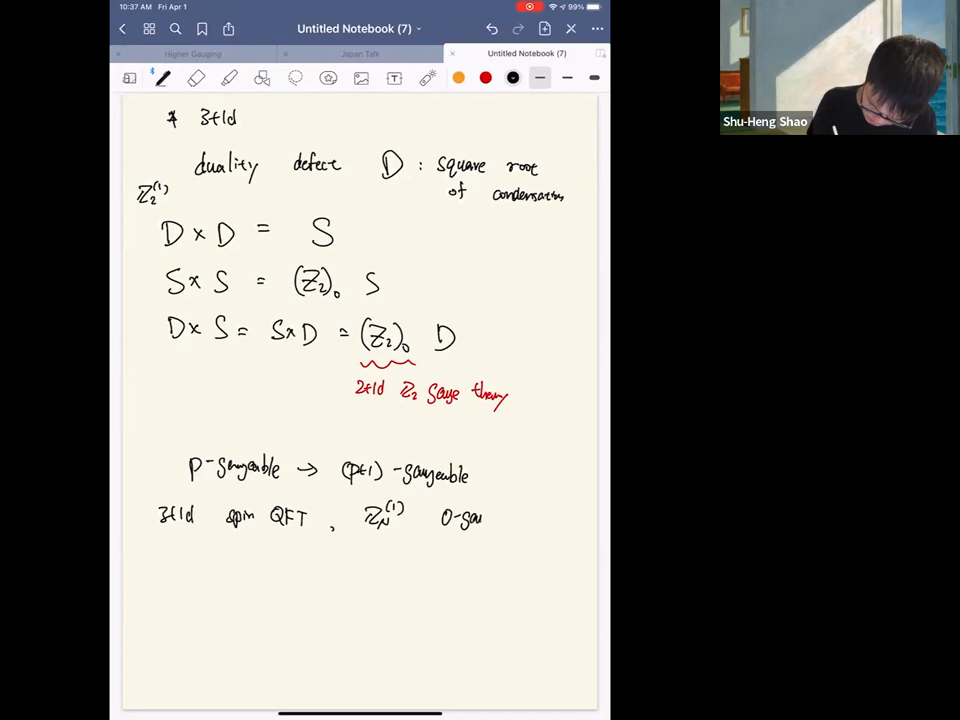 10:37 AM Fri Apr 1
99%
Untitled Notebook (7)
Higher Gauging
Japan Talk
Untitled Notebook (7)
Shu-Heng Shao
* 3+1d
duality defect D : square root of condensation
ℤ₂⁽¹⁾
D × D = S
S × S = (Z₂)₀ S
D × S = S × D = (Z₂)₀ D
2+1d ℤ₂ gauge theory
p-gaugeable → (p+1)-gaugeable
3+1d spin QFT , ℤ_N⁽¹⁾ 0-gau